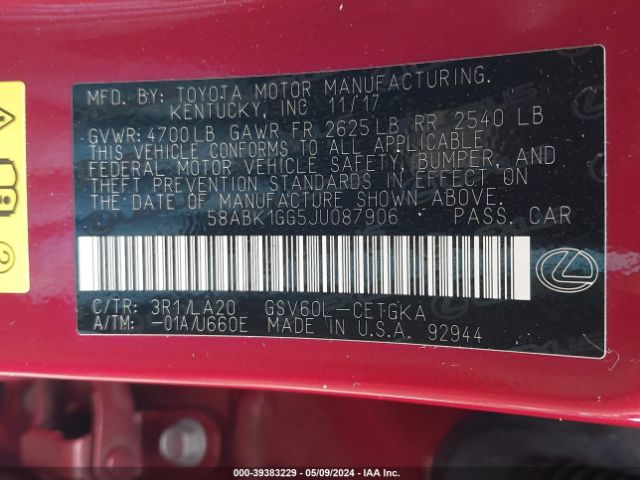 MFD. BY: TOYOTA MOTOR MANUFACTURING.
KENTUCKY, INC 11/17
GVWR: 4700LB GAWR FR 2625LB RR 2540 LB
THIS VEHICLE CONFORMS TO ALL APPLICABLE
FEDERAL MOTOR VEHICLE SAFETY, BUMPER, AND
THEFT PREVENTION STANDARDS IN EFFECT ON
THE DATE OF MANUFACTURE SHOWN ABOVE.
58ABK1GG5JU087906 PASS. CAR
C/TR: 3R1/LA20 GSV60L-CETGKA
A/TM: -01A/U660E MADE IN U.S.A. 92944
2
000-39383229 - 05/09/2024 - IAA Inc.